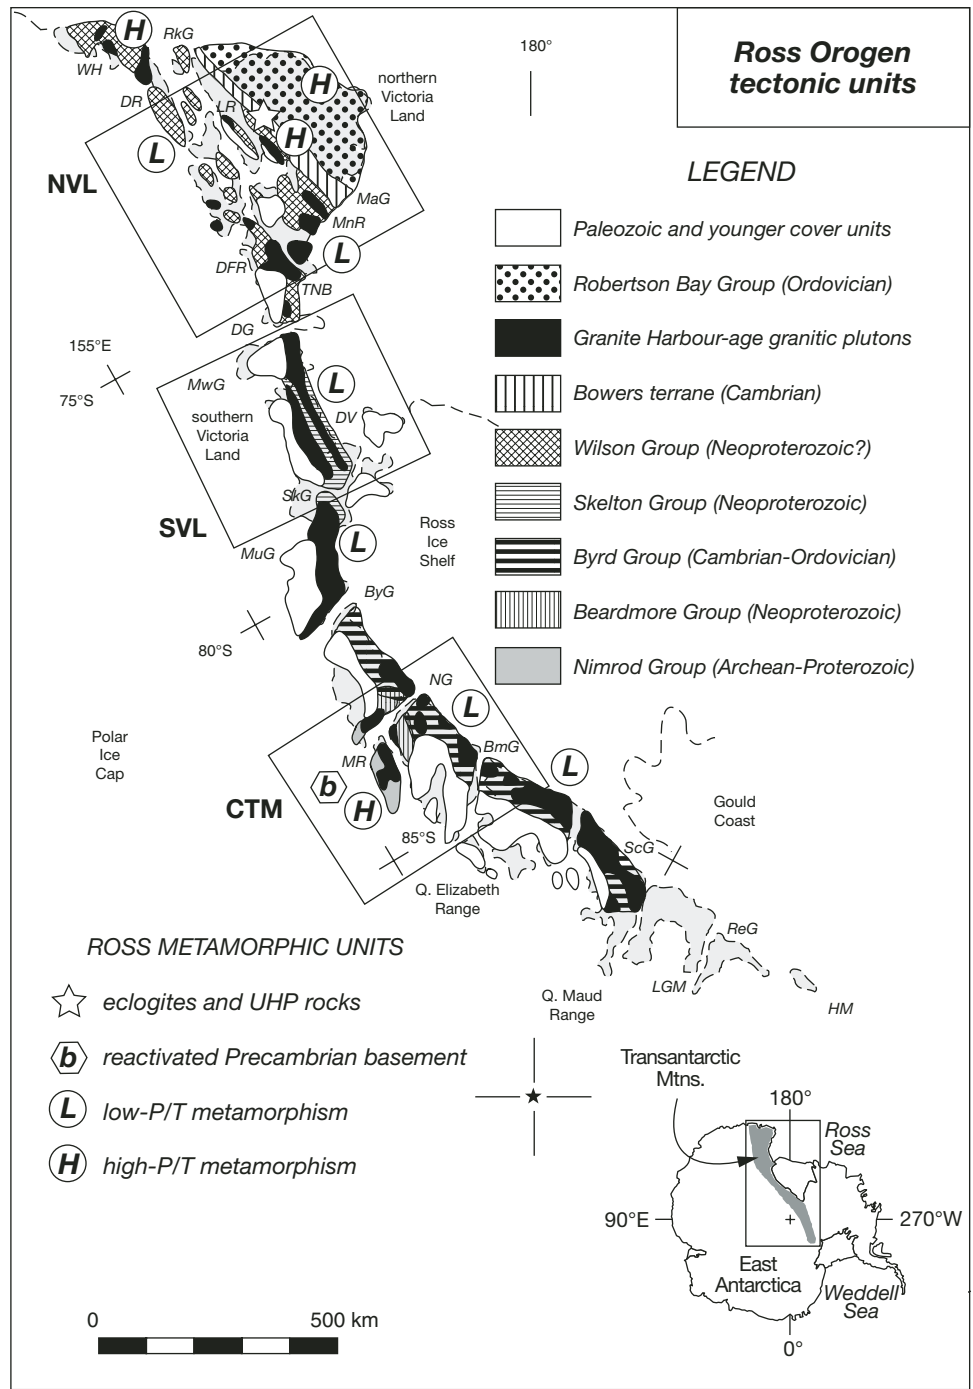 Ross Orogen
tectonic units
180°
H
RkG
WH
H
northern
Victoria
Land
DR
LR
H
L
NVL
MaG
MnR
L
DFR
TNB
DG
155°E
75°S
MwG
L
DV
southern
Victoria
Land
SkG
SVL
L
MuG
Ross
Ice
Shelf
ByG
80°S
NG
L
Polar
Ice
Cap
MR
BmG
L
b
H
CTM
85°S
Gould
Coast
ScG
Q. Elizabeth
Range
ReG
LGM
HM
Q. Maud
Range
LEGEND
Paleozoic and younger cover units
Robertson Bay Group (Ordovician)
Granite Harbour-age granitic plutons
Bowers terrane (Cambrian)
Wilson Group (Neoproterozoic?)
Skelton Group (Neoproterozoic)
Byrd Group (Cambrian-Ordovician)
Beardmore Group (Neoproterozoic)
Nimrod Group (Archean-Proterozoic)
ROSS METAMORPHIC UNITS
eclogites and UHP rocks
b reactivated Precambrian basement
L low-P/T metamorphism
H high-P/T metamorphism
0 500 km
Transantarctic
Mtns.
180°
Ross
Sea
90°E
270°W
East
Antarctica
Weddell
Sea
0°